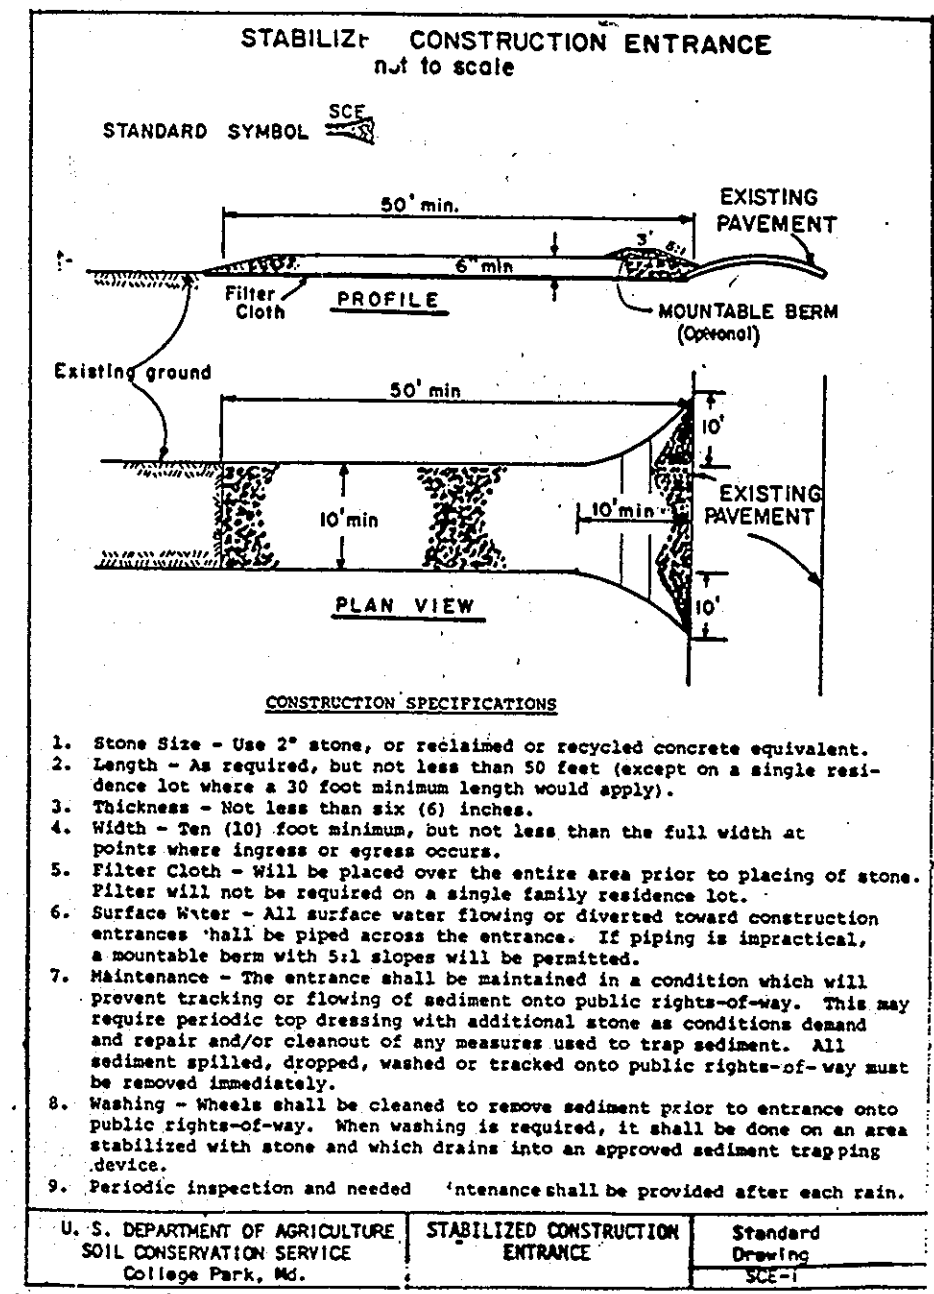 STABILIZ CONSTRUCTION ENTRANCE
not to scale
STANDARD SYMBOL
SCE
50' min.
EXISTING
PAVEMENT
3'
5:1
6" min
Filter
Cloth
PROFILE
MOUNTABLE BERM
(Optional)
Existing ground
50' min
10'
10' min
10' min
EXISTING
PAVEMENT
10'
PLAN VIEW
CONSTRUCTION SPECIFICATIONS
1. Stone Size - Use 2" stone, or reclaimed or recycled concrete equivalent.
2. Length - As required, but not less than 50 feet (except on a single resi-
dence lot where a 30 foot minimum length would apply).
3. Thickness - Not less than six (6) inches.
4. Width - Ten (10) foot minimum, but not less than the full width at
points where ingress or egress occurs.
5. Filter Cloth - Will be placed over the entire area prior to placing of stone.
Filter will not be required on a single family residence lot.
6. Surface Water - All surface water flowing or diverted toward construction
entrances shall be piped across the entrance. If piping is impractical,
a mountable berm with 5:1 slopes will be permitted.
7. Maintenance - The entrance shall be maintained in a condition which will
prevent tracking or flowing of sediment onto public rights-of-way. This may
require periodic top dressing with additional stone as conditions demand
and repair and/or cleanout of any measures used to trap sediment. All
sediment spilled, dropped, washed or tracked onto public rights-of-way must
be removed immediately.
8. Washing - Wheels shall be cleaned to remove sediment prior to entrance onto
public rights-of-way. When washing is required, it shall be done on an area
stabilized with stone and which drains into an approved sediment trapping
device.
9. Periodic inspection and needed ntenance shall be provided after each rain.
U. S. DEPARTMENT OF AGRICULTURE
SOIL CONSERVATION SERVICE
College Park, Md.
STABILIZED CONSTRUCTION
ENTRANCE
Standard
Drawing
SCE-1